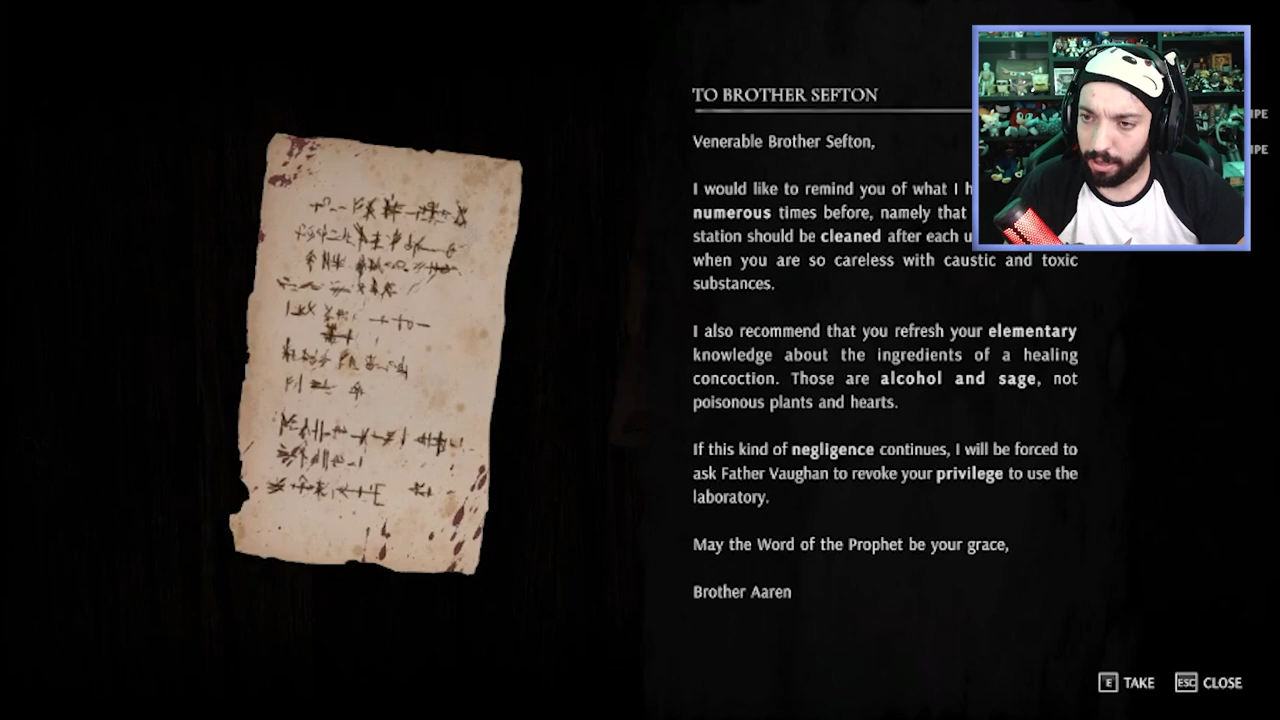 TO BROTHER SEFTON
Venerable Brother Sefton,
I would like to remind you of what I
numerous times before, namely that
station should be cleaned after each
when you are so careless with caustic and toxic
substances.
I also recommend that you refresh your elementary
knowledge about the ingredients of a healing
concoction. Those are alcohol and sage, not
poisonous plants and hearts.
If this kind of negligence continues, I will be forced to
ask Father Vaughan to revoke your privilege to use the
laboratory.
May the Word of the Prophet be your grace,
Brother Aaren
E TAKE ESC CLOSE